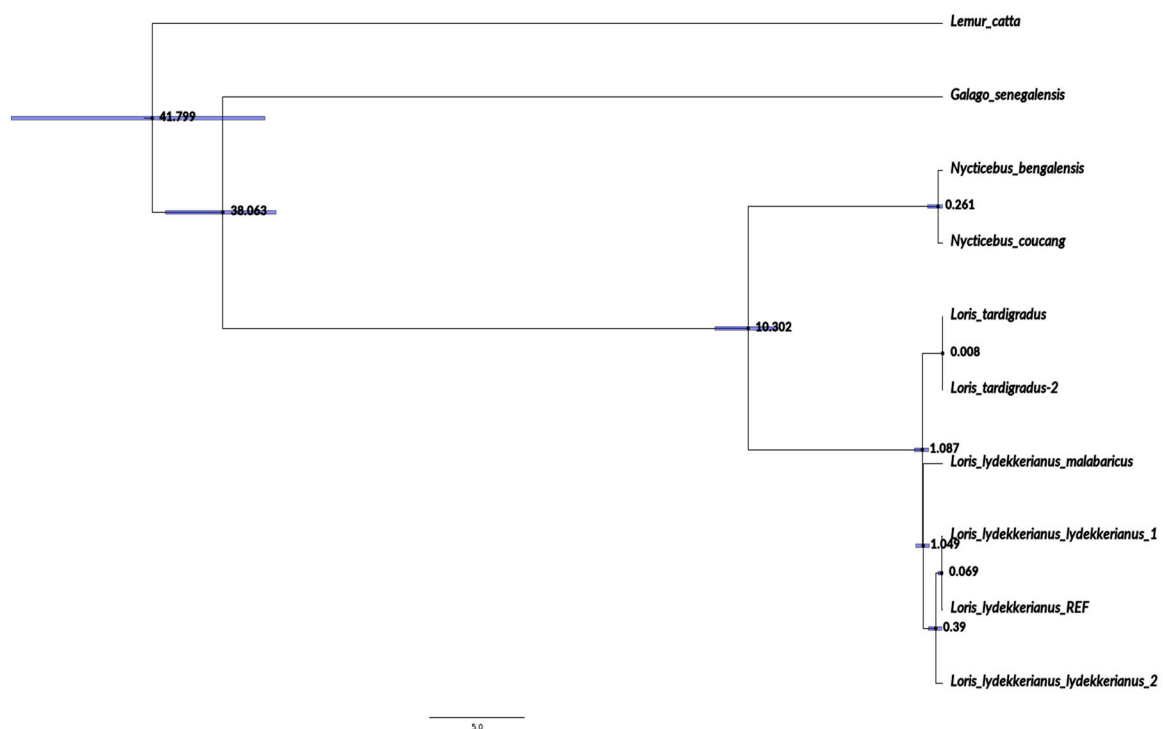 Lemur_catta
Galago_senegalensis
41.799
Nycticebus_bengalensis
0.261
38.063
Nycticebus_coucang
Loris_tardigradus
10.302
0.008
Loris_tardigradus-2
1.087
Loris_lydekkerianus_malabaricus
Loris_lydekkerianus_lydekkerianus_1
1.049
0.069
Loris_lydekkerianus_REF
0.39
Loris_lydekkerianus_lydekkerianus_2
5.0